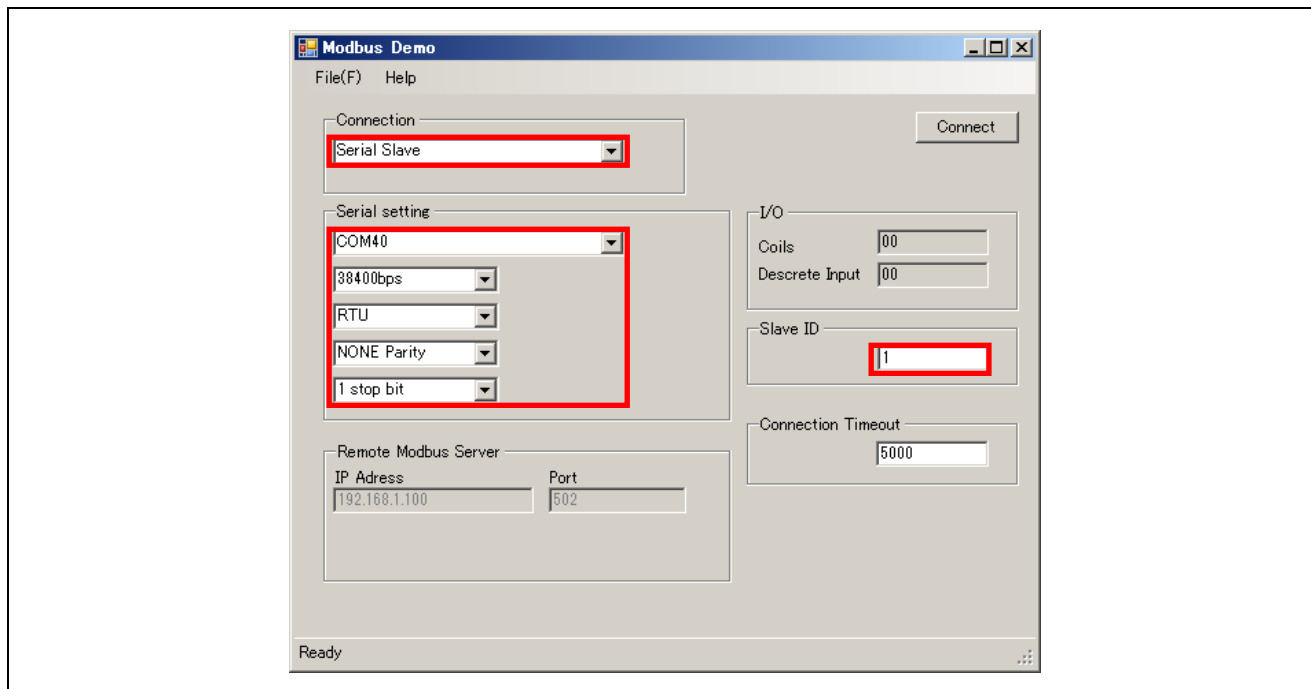 Modbus Demo
File(F) Help
Connection
Serial Slave
Connect
Serial setting
COM40
38400bps
RTU
NONE Parity
1 stop bit
I/O
Coils 00
Descrete Input 00
Slave ID
1
Connection Timeout
5000
Remote Modbus Server
IP Adress Port
192.168.1.100 502
Ready